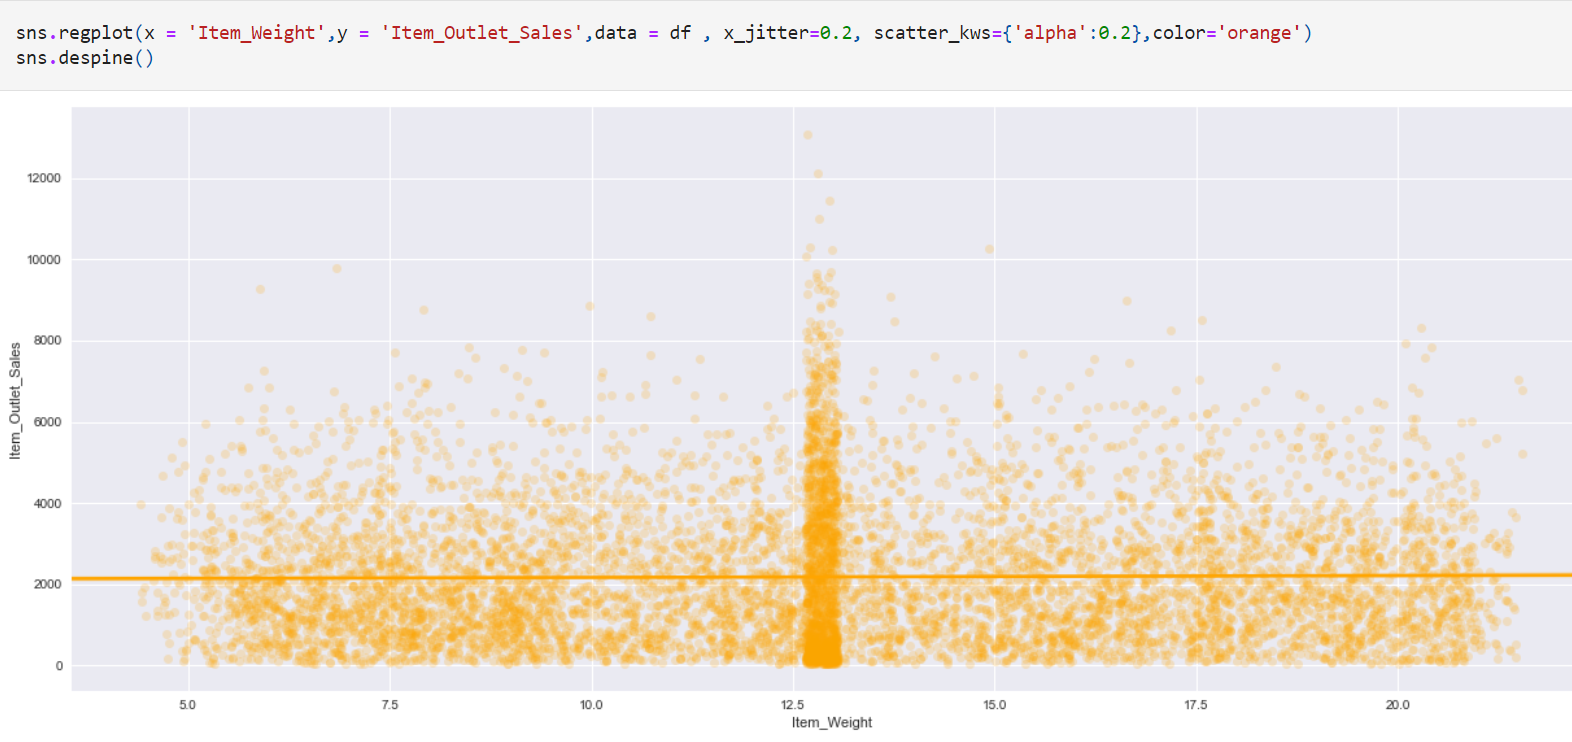 sns.regplot(x = 'Item_Weight',y = 'Item_Outlet_Sales',data = df , x_jitter=0.2, scatter_kws={'alpha':0.2},color='orange')
sns.despine()
12000
10000
8000
6000
4000
2000
0
Item_Outlet_Sales
5.0 7.5 10.0 12.5 15.0 17.5 20.0
Item_Weight